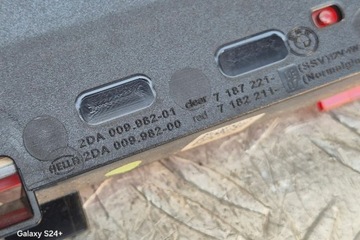 2DA 009.982-01 clear 7 187 221-
HELLA 2DA 009.982-00 red 7 182 211-
Galaxy S24+